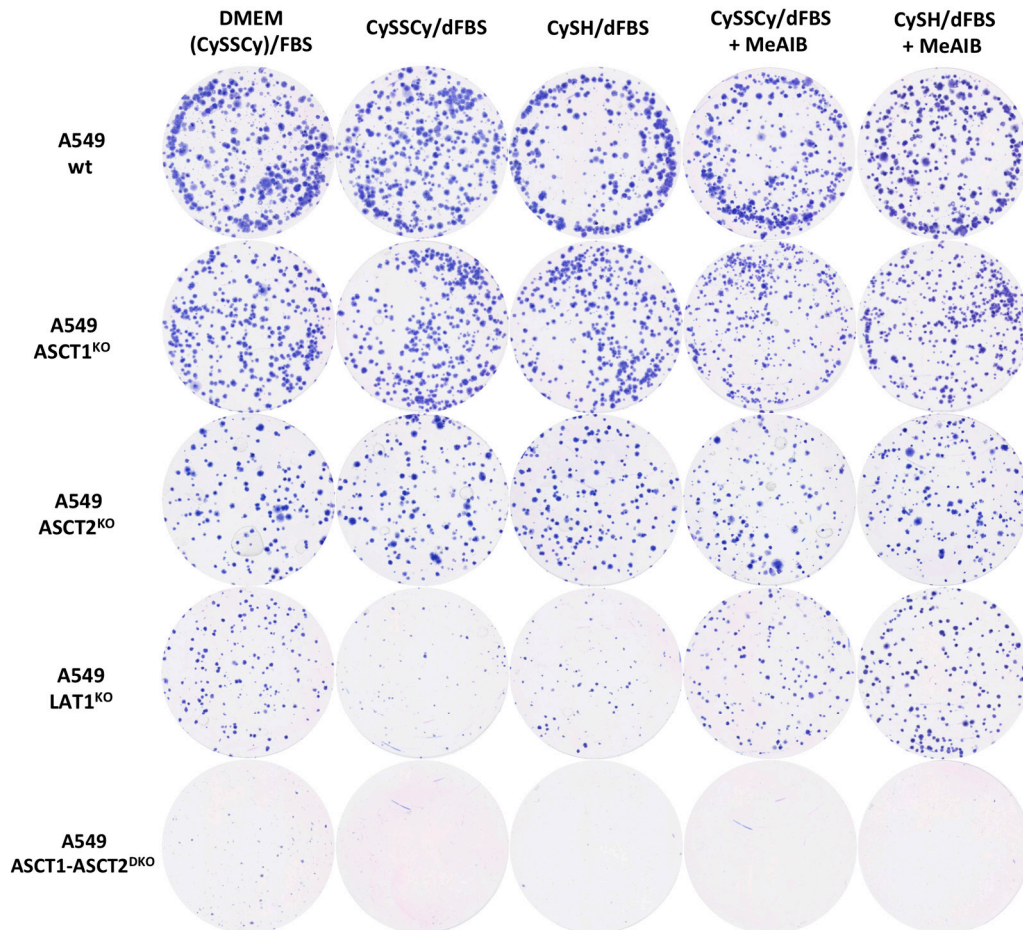 DMEM
(CySSCy)/FBS
CySSCy/dFBS
CySH/dFBS
CySSCy/dFBS
+ MeAIB
CySH/dFBS
+ MeAIB
A549
wt
A549
ASCT1ᴷᴼ
A549
ASCT2ᴷᴼ
A549
LAT1ᴷᴼ
A549
ASCT1-ASCT2ᴰᴷᴼ